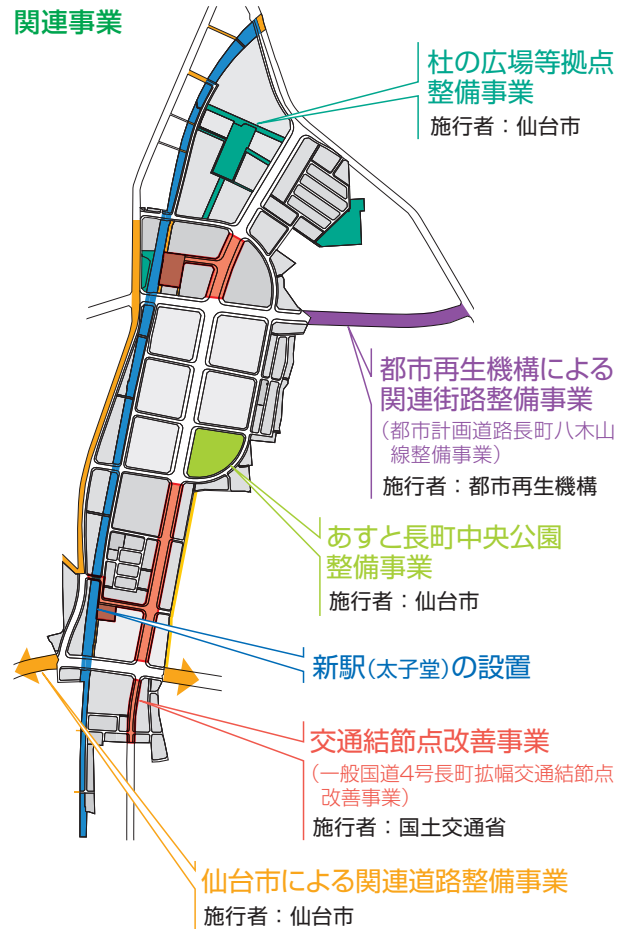 関連事業
杜の広場等拠点
整備事業
施行者：仙台市
都市再生機構による
関連街路整備事業
（都市計画道路長町八木山
線整備事業）
施行者：都市再生機構
あすと長町中央公園
整備事業
施行者：仙台市
新駅（太子堂）の設置
交通結節点改善事業
（一般国道4号長町拡幅交通結節点
改善事業）
施行者：国土交通省
仙台市による関連道路整備事業
施行者：仙台市